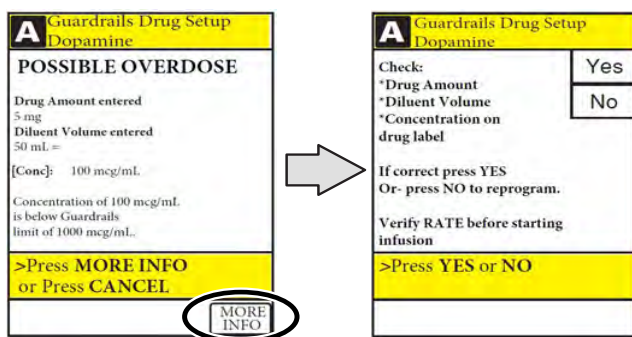 A
Guardrails Drug Setup
Dopamine
POSSIBLE OVERDOSE
Drug Amount entered
5 mg
Diluent Volume entered
50 mL =
[Conc]: 100 mcg/mL
Concentration of 100 mcg/mL
is below Guardrails
limit of 1000 mcg/mL.
>Press MORE INFO
or Press CANCEL
MORE
INFO
A
Guardrails Drug Setup
Dopamine
Check:
*Drug Amount
*Diluent Volume
*Concentration on
drug label
Yes
No
If correct press YES
Or- press NO to reprogram.
Verify RATE before starting
infusion
>Press YES or NO